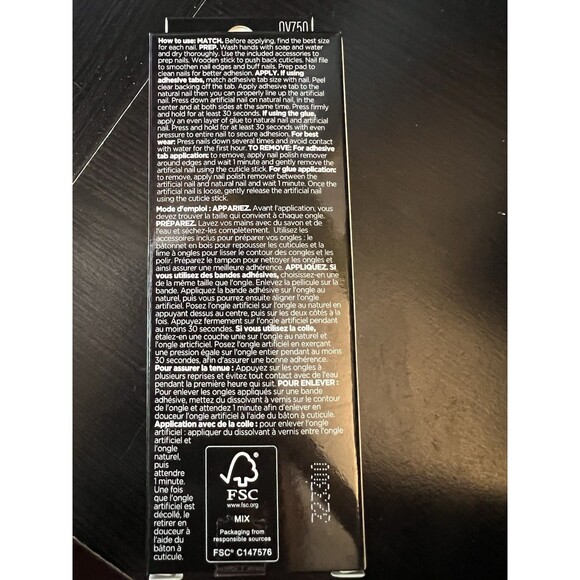 0V750
How to use: MATCH. Before applying, find the best size
for each nail. PREP. Wash hands with soap and water
and dry thoroughly. Use the included accessories to
prep nails. Wooden stick to push back cuticles. Nail file
to smoothen nail edges and buff nails. Prep pad to
clean nails for better adhesion. APPLY. If using
adhesive tabs, match adhesive tab size with nail. Peel
clear backing off the tab. Apply adhesive tab to the
natural nail then you can properly line up the artificial
nail. Press down artificial nail on natural nail, in the
center and at both sides at the same time. Press firmly
and hold for at least 30 seconds. If using the glue,
apply an even layer of glue to natural nail and artificial
nail. Press and hold for at least 30 seconds with even
pressure to entire nail to secure adhesion. For best
wear: Press nails down several times and avoid contact
with water for the first hour. TO REMOVE: For adhesive
tab application: to remove, apply nail polish remover
around edges and wait 1 minute and gently remove the
artificial nail using the cuticle stick. For glue application:
to remove, apply nail polish remover between the
artificial nail and natural nail and wait 1 minute. Once the
artificial nail is loose, gently release the artificial nail
using the cuticle stick.
Mode d'emploi : APPARIEZ. Avant l'application, vous
devez trouver la taille qui convient à chaque ongle.
PRÉPAREZ. Lavez vos mains avec du savon et de
l'eau et séchez-les complètement. Utilisez les
accessoires inclus pour préparer vos ongles : le
bâtonnet en bois pour repousser les cuticules et la
lime à ongles pour lisser le contour des ongles et les
polir. Préparez le tampon pour nettoyer les ongles et
ainsi assurer une meilleure adhérence. APPLIQUEZ. Si
vous utilisez des bandes adhésives, choisissez-en une
de la même taille que l'ongle. Enlevez la pellicule sur la
bande. Appliquez la bande adhésive sur l'ongle au
naturel, puis vous pourrez ensuite aligner l'ongle
artificiel. Posez l'ongle artificiel sur l'ongle naturel en
appuyant dessus au centre, puis sur les deux côtés à la
fois. Appuyez fermement sur l'ongle artificiel pendant
au moins 30 secondes. Si vous utilisez la colle,
étalez-en une couche unie sur l'ongle au naturel et
l'ongle artificiel. Posez l'ongle artificiel en exerçant
une pression égale sur l'ongle entier pendant au moins
30 secondes, afin d'assurer une bonne adhérence.
Pour assurer la tenue : Appuyez sur les ongles à
plusieurs reprises et évitez tout contact avec de l'eau
pendant la première heure qui suit. POUR ENLEVER :
Pour enlever les ongles appliqués sur une bande
adhésive, mettez du dissolvant à vernis sur le contour
de l'ongle et attendez 1 minute afin d'enlever en
douceur l'ongle artificiel à l'aide du bâton à cuticule.
Application avec de la colle : pour enlever l'ongle
artificiel : appliquer du dissolvant à vernis entre l'ongle
artificiel et
l'ongle
naturel,
puis
attendre
1 minute.
Une fois
que l'ongle
artificiel est
décollé, le
retirer en
douceur à
l'aide du
bâton à
cuticule.
FSC
www.fsc.org
MIX
Packaging from
responsible sources
FSC® C147576